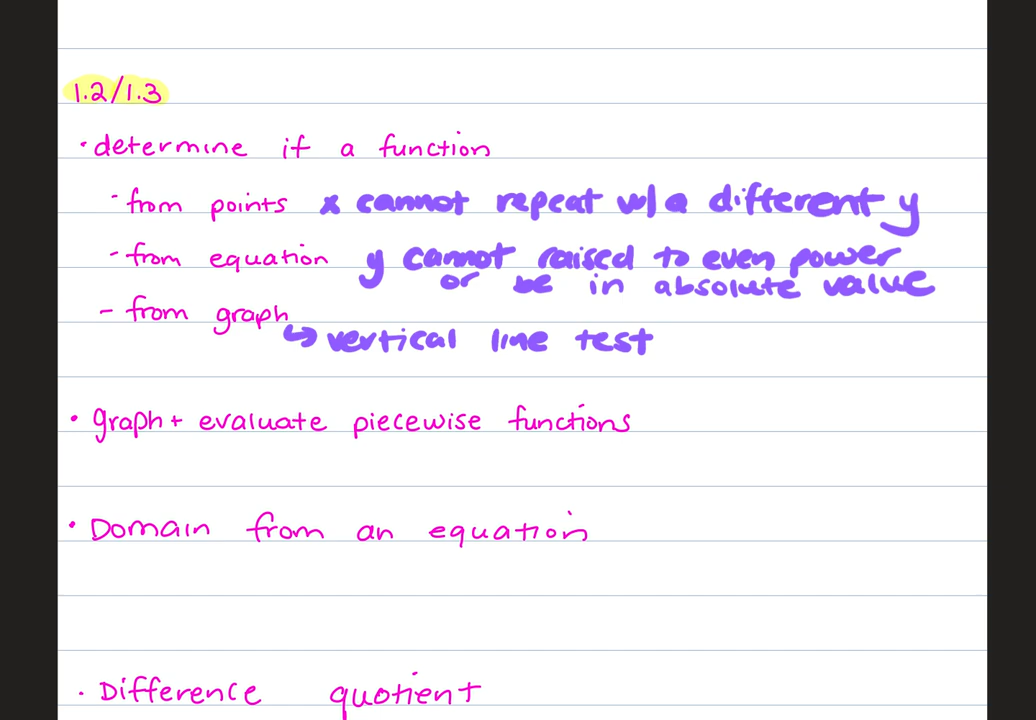 1.2/1.3
· determine if a function
- from points x cannot repeat w/ a different y
- from equation y cannot raised to even power
or be in absolute value
- from graph
↳ vertical line test
· graph + evaluate piecewise functions
· Domain from an equation
· Difference quotient